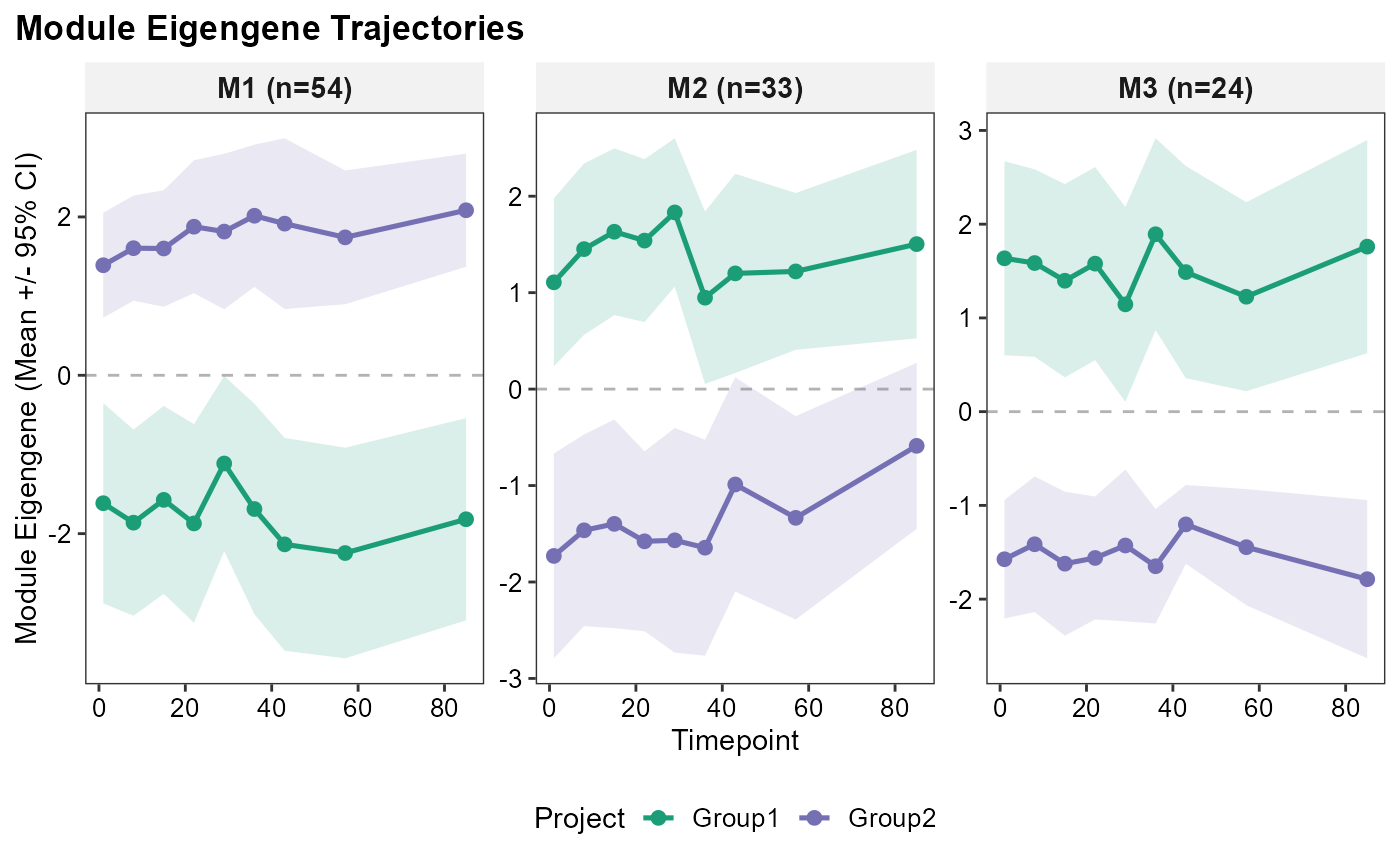 Module Eigengene Trajectories
M1 (n=54) M2 (n=33) M3 (n=24)
Module Eigengene (Mean +/- 95% CI)
2
0
-2
0 20 40 60 80
2
1
0
-1
-2
-3
0 20 40 60 80
3
2
1
0
-1
-2
0 20 40 60 80
Timepoint
Project Group1 Group2